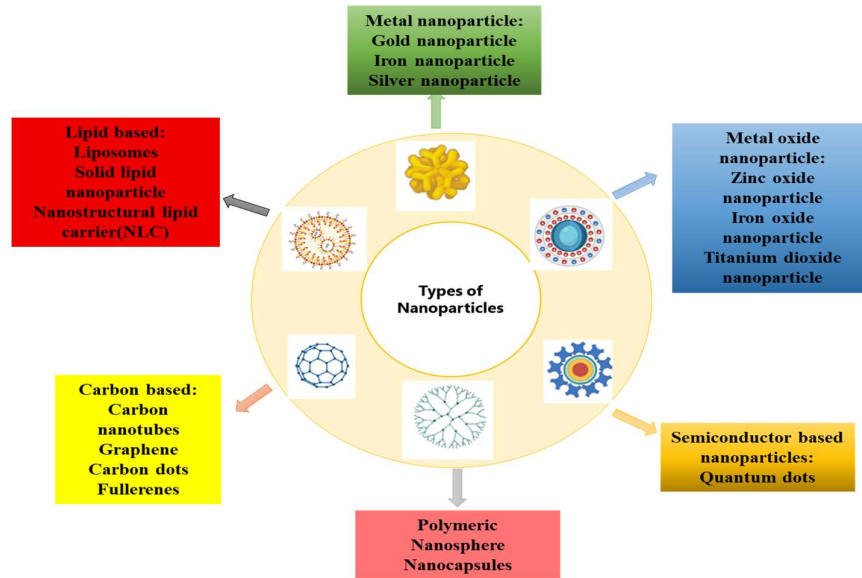 Metal nanoparticle:
Gold nanoparticle
Iron nanoparticle
Silver nanoparticle
Lipid based:
Liposomes
Solid lipid
nanoparticle
Nanostructural lipid
carrier(NLC)
Metal oxide
nanoparticle:
Zinc oxide
nanoparticle
Iron oxide
nanoparticle
Titanium dioxide
nanoparticle
Types of
Nanoparticles
Carbon based:
Carbon
nanotubes
Graphene
Carbon dots
Fullerenes
Semiconductor based
nanoparticles:
Quantum dots
Polymeric
Nanosphere
Nanocapsules